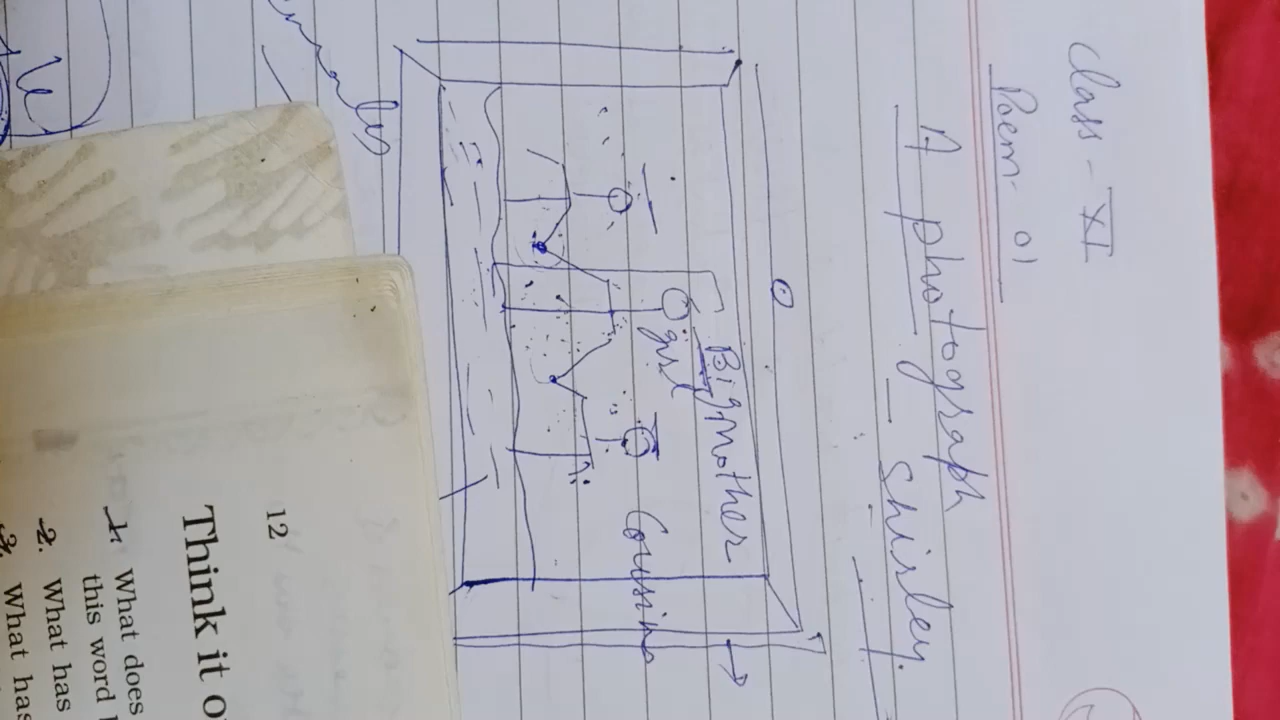 Class - XI
Poem - 01
A photograph
- Shirley.
Big Mother
girl
Cousins
12
Think it o
1. What does
this word
2. What has
3. What has